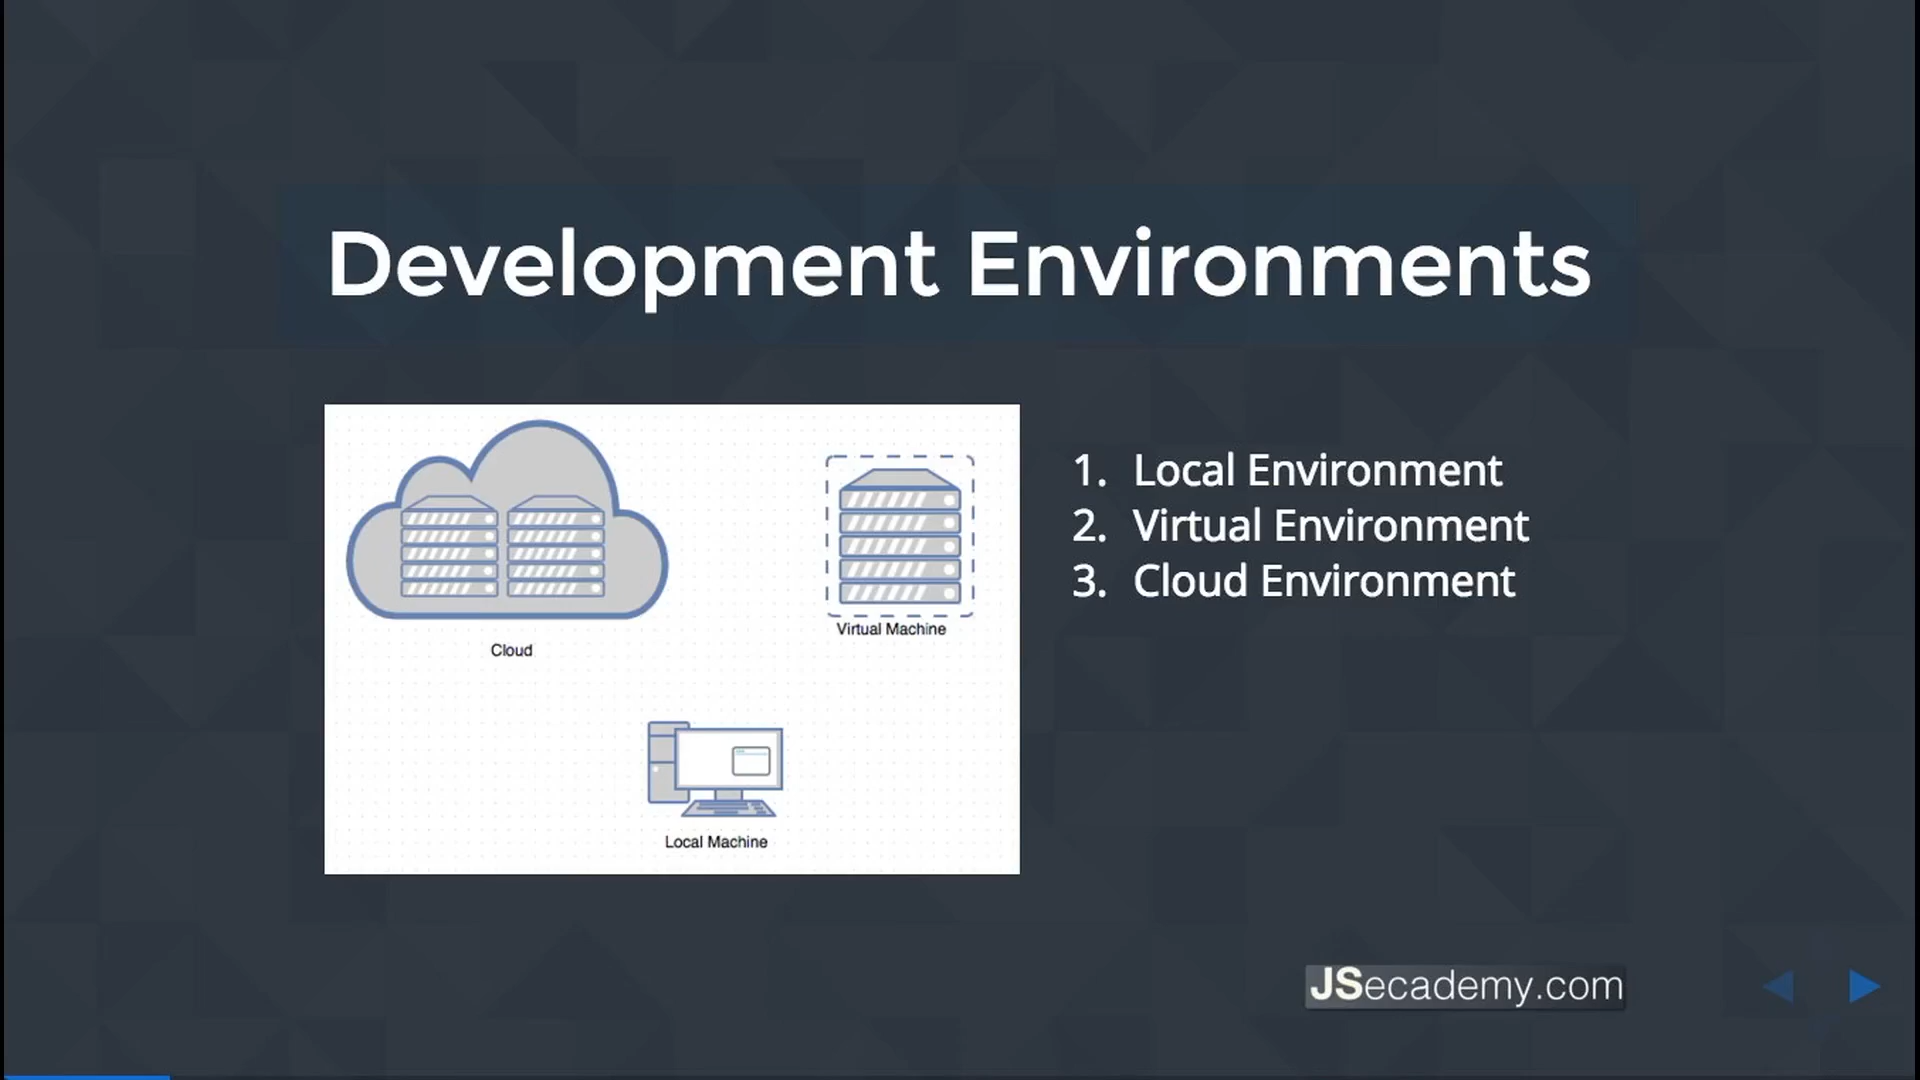 Development Environments
Cloud
Virtual Machine
Local Machine
1. Local Environment
2. Virtual Environment
3. Cloud Environment
JSecademy.com